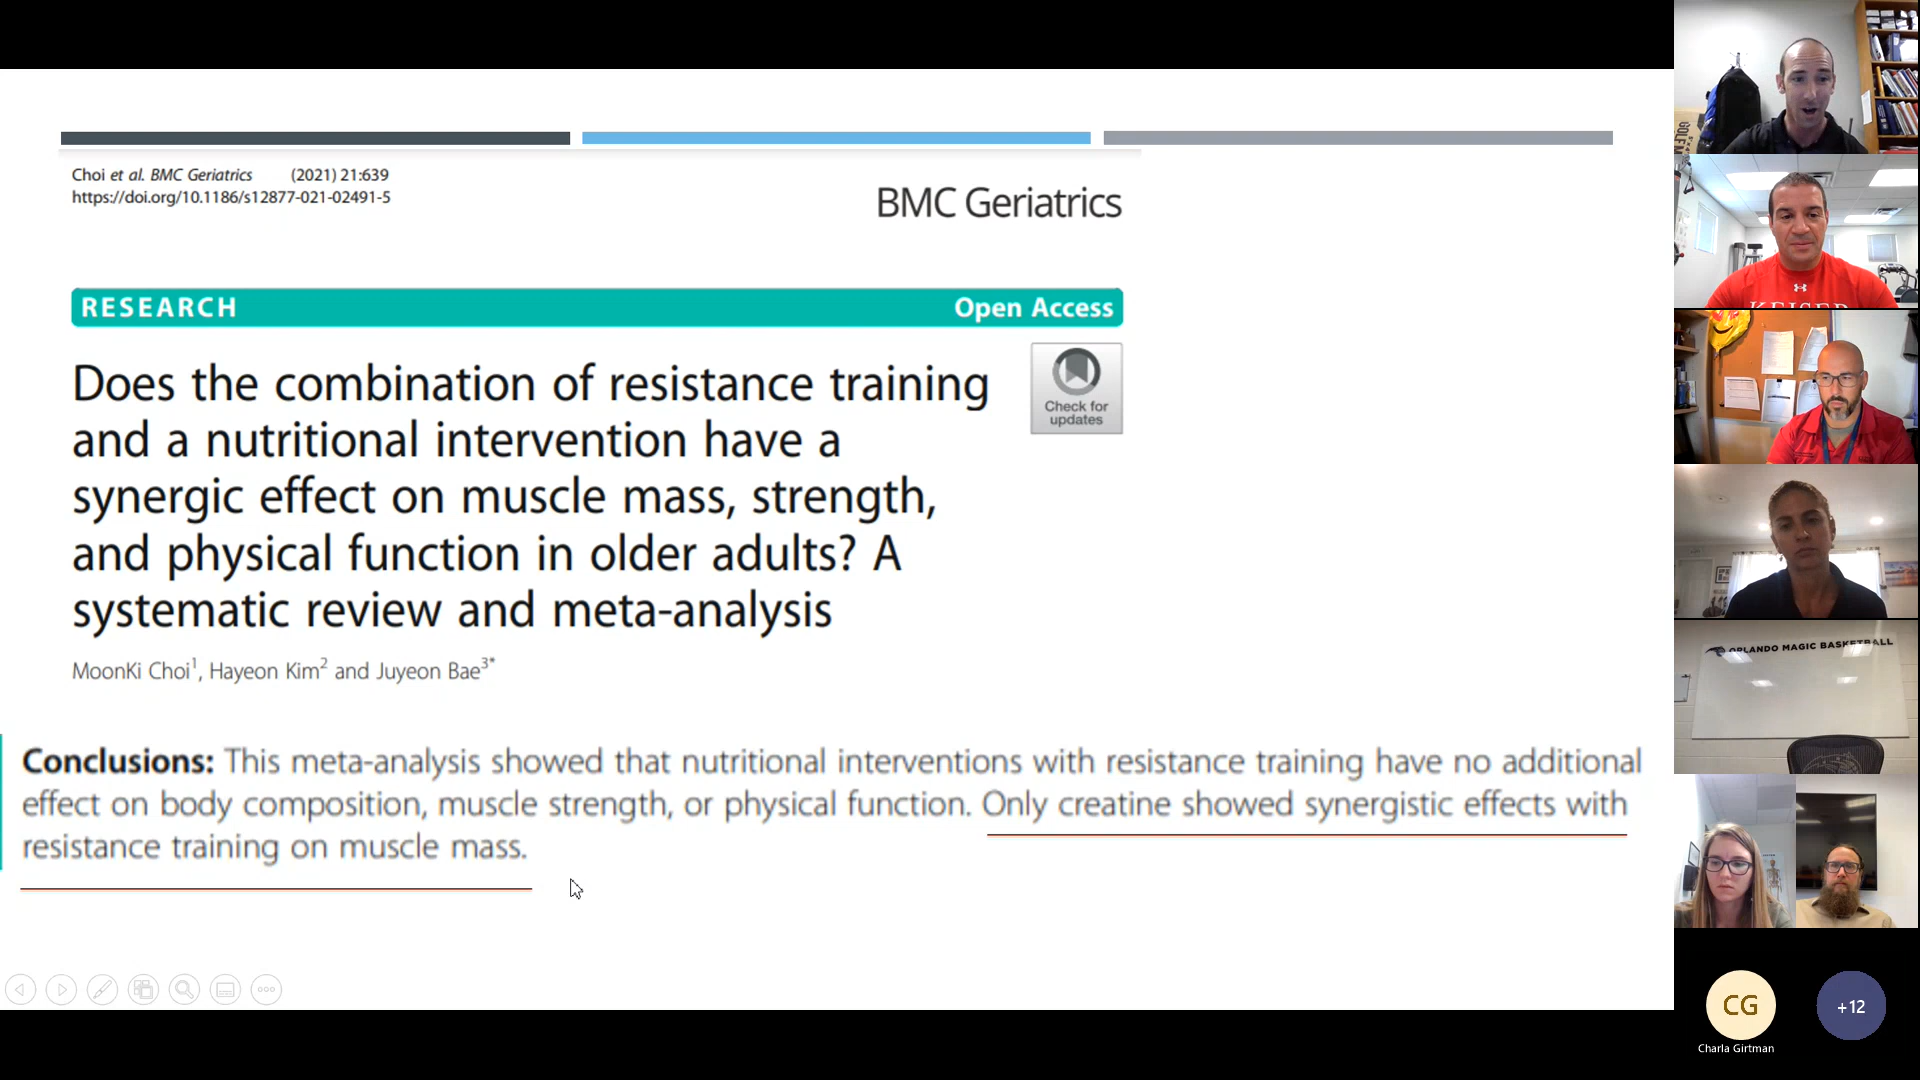 Choi et al. BMC Geriatrics (2021) 21:639
https://doi.org/10.1186/s12877-021-02491-5
BMC Geriatrics
RESEARCH Open Access
Does the combination of resistance training
and a nutritional intervention have a
synergic effect on muscle mass, strength,
and physical function in older adults? A
systematic review and meta-analysis
Check for
updates
MoonKi Choi1, Hayeon Kim2 and Juyeon Bae3*
Conclusions: This meta-analysis showed that nutritional interventions with resistance training have no additional
effect on body composition, muscle strength, or physical function. Only creatine showed synergistic effects with
resistance training on muscle mass.
KEISER
ORLANDO MAGIC BASKETBALL
CG
+12
Charla Girtman